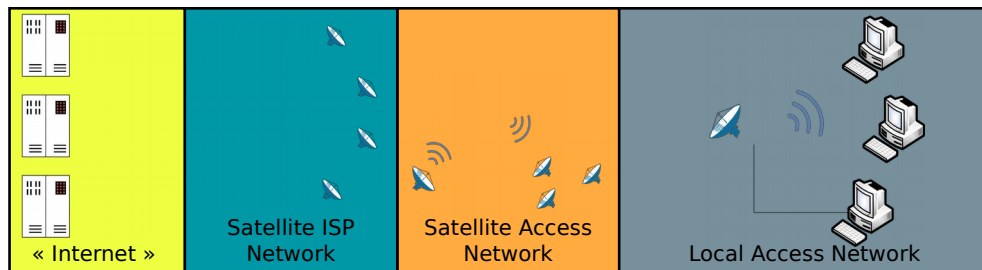 « Internet »
Satellite ISP
Network
Satellite Access
Network
Local Access Network